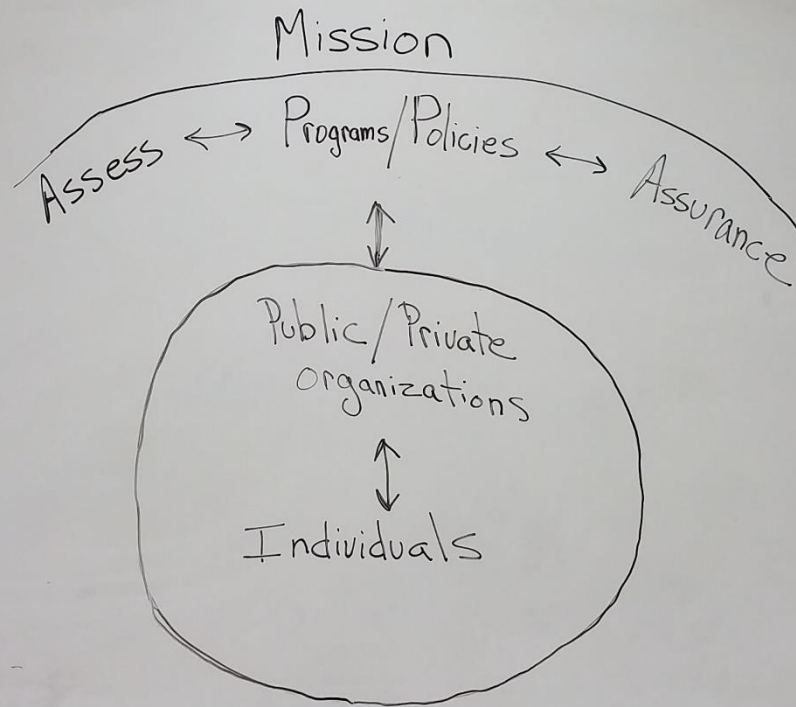 Mission
Assess ↔ Programs/Policies ↔ Assurance
Public/Private
organizations
Individuals